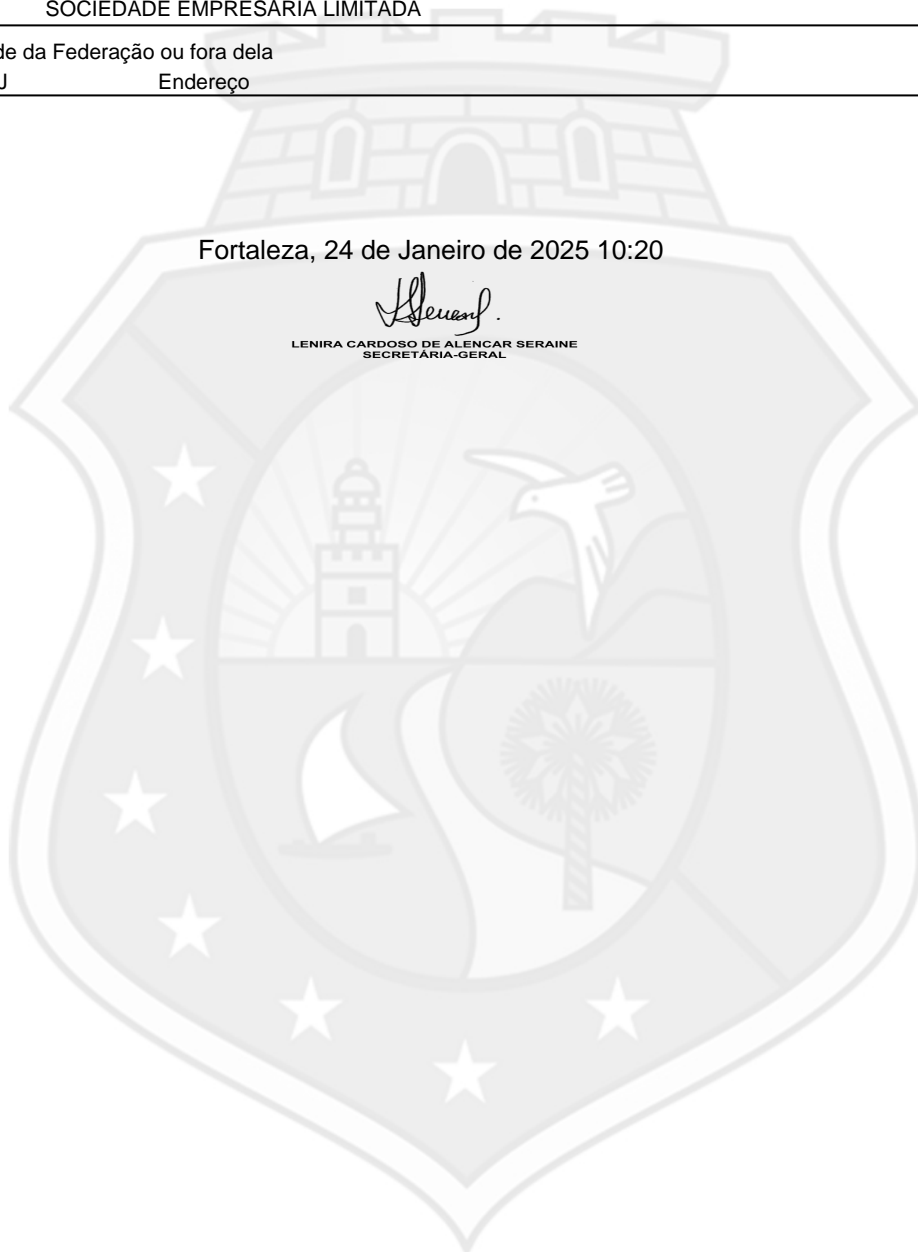 SOCIEDADE EMPRESÁRIA LIMITADA
de da Federação ou fora dela
J Endereço
Fortaleza, 24 de Janeiro de 2025 10:20
LENIRA CARDOSO DE ALENCAR SERAINE
SECRETÁRIA-GERAL